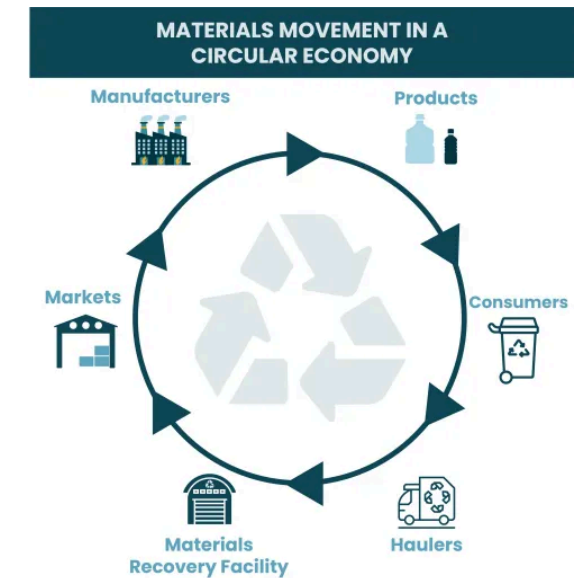 MATERIALS MOVEMENT IN A
CIRCULAR ECONOMY
Manufacturers
Products
Markets
Consumers
Materials
Recovery Facility
Haulers